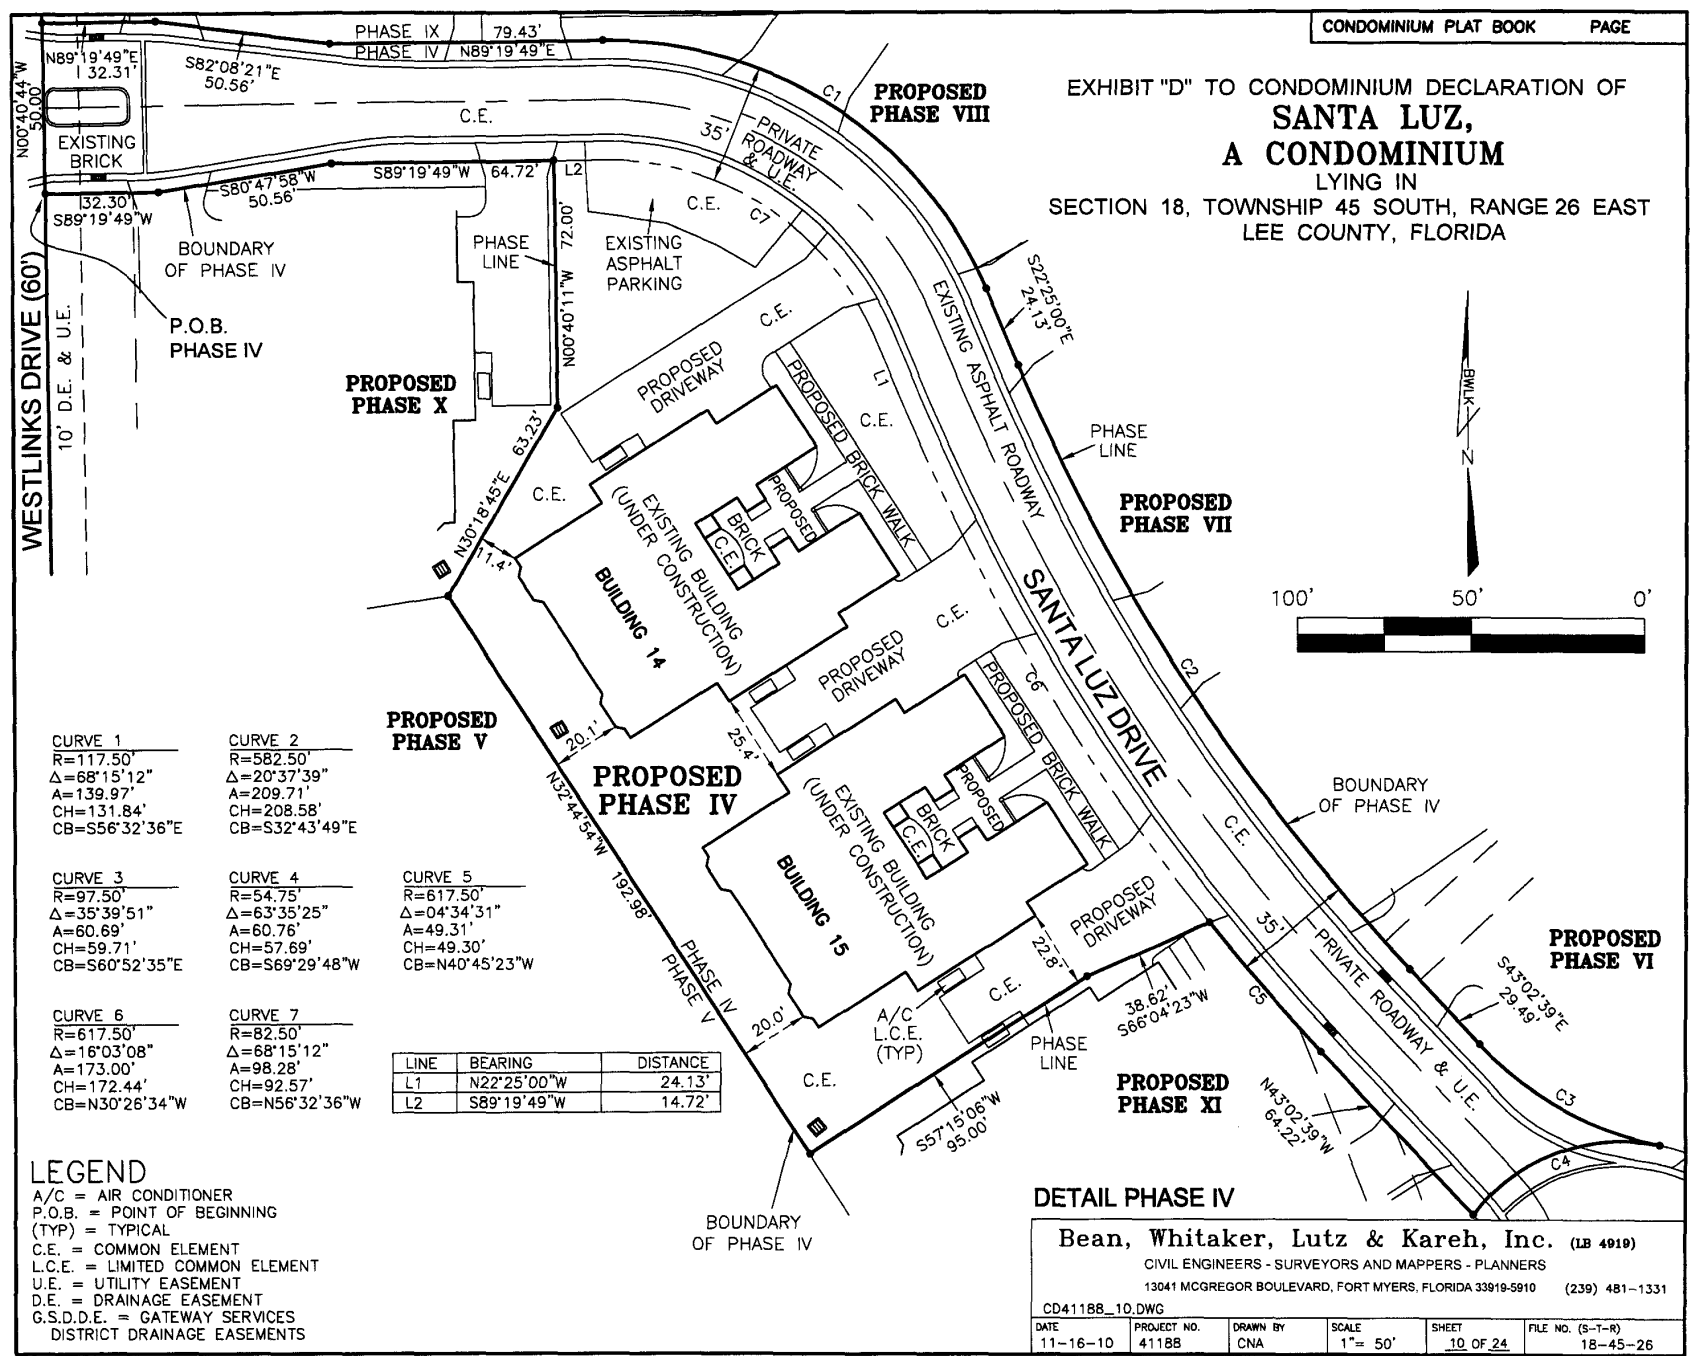 CONDOMINIUM PLAT BOOK PAGE
EXHIBIT "D" TO CONDOMINIUM DECLARATION OF
SANTA LUZ,
A CONDOMINIUM
LYING IN
SECTION 18, TOWNSHIP 45 SOUTH, RANGE 26 EAST
LEE COUNTY, FLORIDA
PHASE IX
PHASE IV
79.43'
N89°19'49"E
N89°19'49"E
32.31'
S82°08'21"E
50.56'
N00°40'44"W
50.00'
EXISTING
BRICK
C.E.
C1
PROPOSED
PHASE VIII
35'
PRIVATE
ROADWAY
& U.E.
32.30'
S89°19'49"W
S80°47'58"W
50.56'
S89°19'49"W 64.72'
L2
C.E.
C7
BOUNDARY
OF PHASE IV
PHASE
LINE
N00°40'11"W 72.00'
EXISTING
ASPHALT
PARKING
P.O.B.
PHASE IV
WESTLINKS DRIVE (60')
10' D.E. & U.E.
PROPOSED
PHASE X
C.E.
PROPOSED
DRIVEWAY
L1
C.E.
EXISTING ASPHALT ROADWAY
S22°25'00"E
24.13'
PROPOSED BRICK WALK
PHASE
LINE
BWLK
N
100' 50' 0'
PROPOSED
PHASE VII
63.23'
N30°18'45"E
C.E.
11.4'
EXISTING BUILDING
(UNDER CONSTRUCTION)
BUILDING 14
PROPOSED
BRICK
C.E.
C.E.
PROPOSED
DRIVEWAY
SANTA LUZ DRIVE
C6
C2
PROPOSED BRICK WALK
PROPOSED
PHASE V
20.1'
25.4'
PROPOSED
PHASE IV
N32°44'54"W 192.98'
PHASE IV
PHASE V
EXISTING BUILDING
(UNDER CONSTRUCTION)
BUILDING 15
PROPOSED
BRICK
C.E.
BOUNDARY
OF PHASE IV
C.E.
PROPOSED
DRIVEWAY
22.8'
35'
PRIVATE ROADWAY & U.E.
PROPOSED
PHASE VI
S43°02'39"E
29.49'
C5
C.E.
A/C
L.C.E.
(TYP)
38.62'
S66°04'23"W
PHASE
LINE
20.0'
C.E.
PROPOSED
PHASE XI
S57°15'06"W
95.00'
N43°02'39"W
64.22'
C3
C4
BOUNDARY
OF PHASE IV
CURVE 1
R=117.50'
Δ=68°15'12"
A=139.97'
CH=131.84'
CB=S56°32'36"E
CURVE 2
R=582.50'
Δ=20°37'39"
A=209.71'
CH=208.58'
CB=S32°43'49"E
CURVE 3
R=97.50'
Δ=35°39'51"
A=60.69'
CH=59.71'
CB=S60°52'35"E
CURVE 4
R=54.75'
Δ=63°35'25"
A=60.76'
CH=57.69'
CB=S69°29'48"W
CURVE 5
R=617.50'
Δ=04°34'31"
A=49.31'
CH=49.30'
CB=N40°45'23"W
CURVE 6
R=617.50'
Δ=16°03'08"
A=173.00'
CH=172.44'
CB=N30°26'34"W
CURVE 7
R=82.50'
Δ=68°15'12"
A=98.28'
CH=92.57'
CB=N56°32'36"W
LINE BEARING DISTANCE
L1 N22°25'00"W 24.13'
L2 S89°19'49"W 14.72'
LEGEND
A/C = AIR CONDITIONER
P.O.B. = POINT OF BEGINNING
(TYP) = TYPICAL
C.E. = COMMON ELEMENT
L.C.E. = LIMITED COMMON ELEMENT
U.E. = UTILITY EASEMENT
D.E. = DRAINAGE EASEMENT
G.S.D.D.E. = GATEWAY SERVICES
DISTRICT DRAINAGE EASEMENTS
DETAIL PHASE IV
Bean, Whitaker, Lutz & Kareh, Inc. (LB 4919)
CIVIL ENGINEERS - SURVEYORS AND MAPPERS - PLANNERS
13041 MCGREGOR BOULEVARD, FORT MYERS, FLORIDA 33919-5910 (239) 481-1331
CD41188_10.DWG
DATE PROJECT NO. DRAWN BY SCALE SHEET FILE NO. (S-T-R)
11-16-10 41188 CNA 1"= 50' 10 OF 24 18-45-26